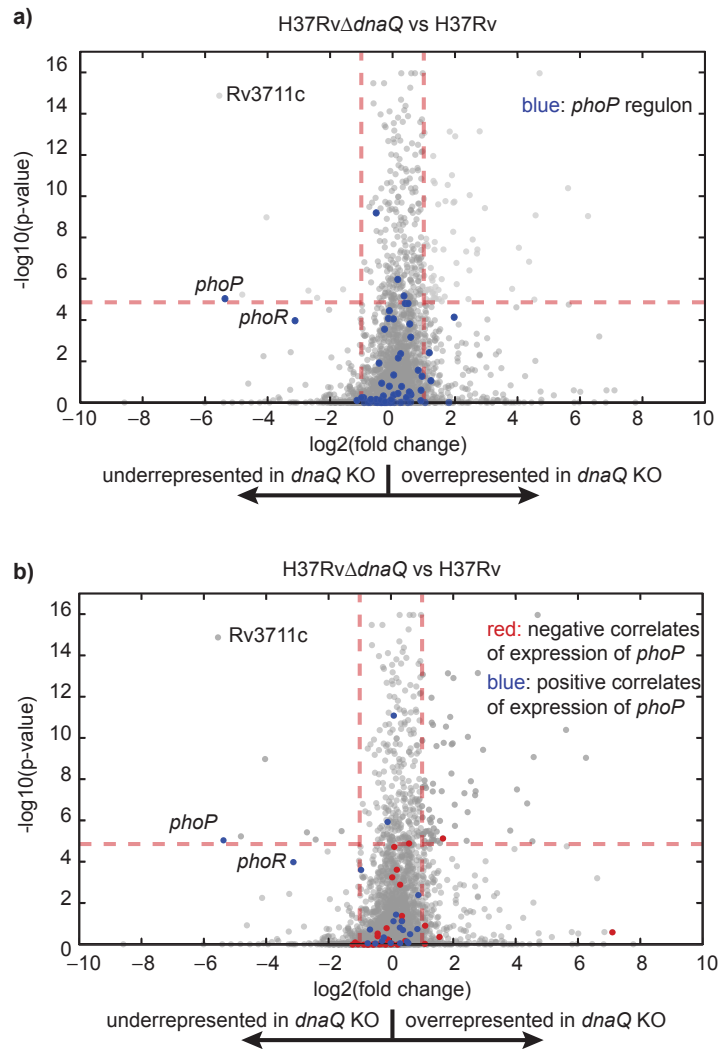 a)
H37RvΔdnaQ vs H37Rv
16
14
12
10
8
6
4
2
0
-log10(p-value)
Rv3711c
blue: phoP regulon
phoP
phoR
−10 −8 −6 −4 −2 0 2 4 6 8 10
log2(fold change)
underrepresented in dnaQ KO overrepresented in dnaQ KO
b)
H37RvΔdnaQ vs H37Rv
16
14
12
10
8
6
4
2
0
-log10(p-value)
Rv3711c
red: negative correlates
of expression of phoP
blue: positive correlates
of expression of phoP
phoP
phoR
−10 −8 −6 −4 −2 0 2 4 6 8 10
log2(fold change)
underrepresented in dnaQ KO overrepresented in dnaQ KO